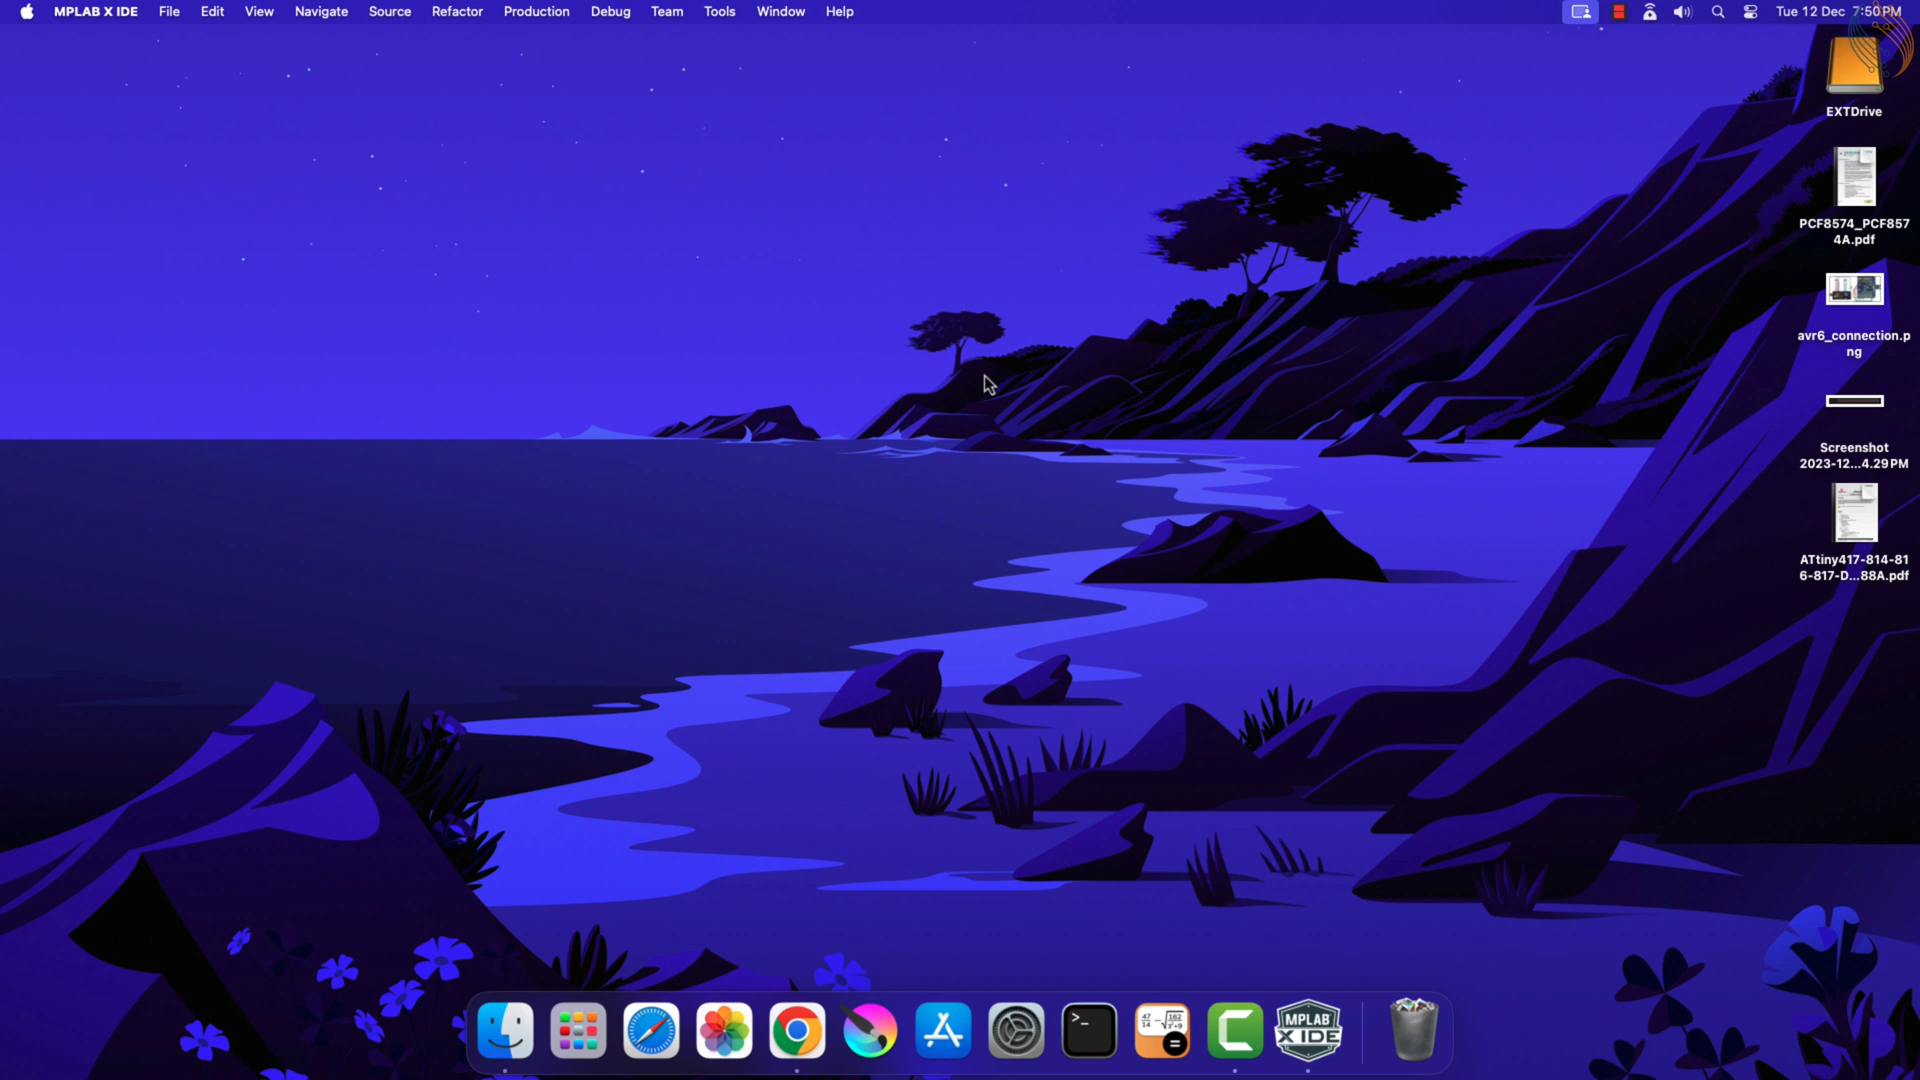 MPLAB X IDE File Edit View Navigate Source Refactor Production Debug Team Tools Window Help Tue 12 Dec 7:50 PM
EXTDrive
PCF8574_PCF857
4A.pdf
avr6_connection.p
ng
Screenshot
2023-12...4.29 PM
ATtiny417-814-81
6-817-D...88A.pdf
MPLAB
X IDE